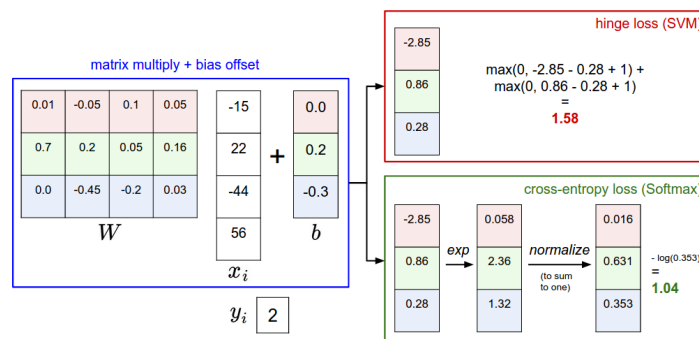 matrix multiply + bias offset
0.01 -0.05 0.1 0.05
0.7 0.2 0.05 0.16
0.0 -0.45 -0.2 0.03
W
-15
22
-44
56
x_i
+
0.0
0.2
-0.3
b
y_i 2
hinge loss (SVM)
-2.85
0.86
0.28
max(0, -2.85 - 0.28 + 1) +
max(0, 0.86 - 0.28 + 1)
=
1.58
cross-entropy loss (Softmax)
-2.85
0.86
0.28
exp
0.058
2.36
1.32
normalize
(to sum
to one)
0.016
0.631
0.353
- log(0.353)
=
1.04